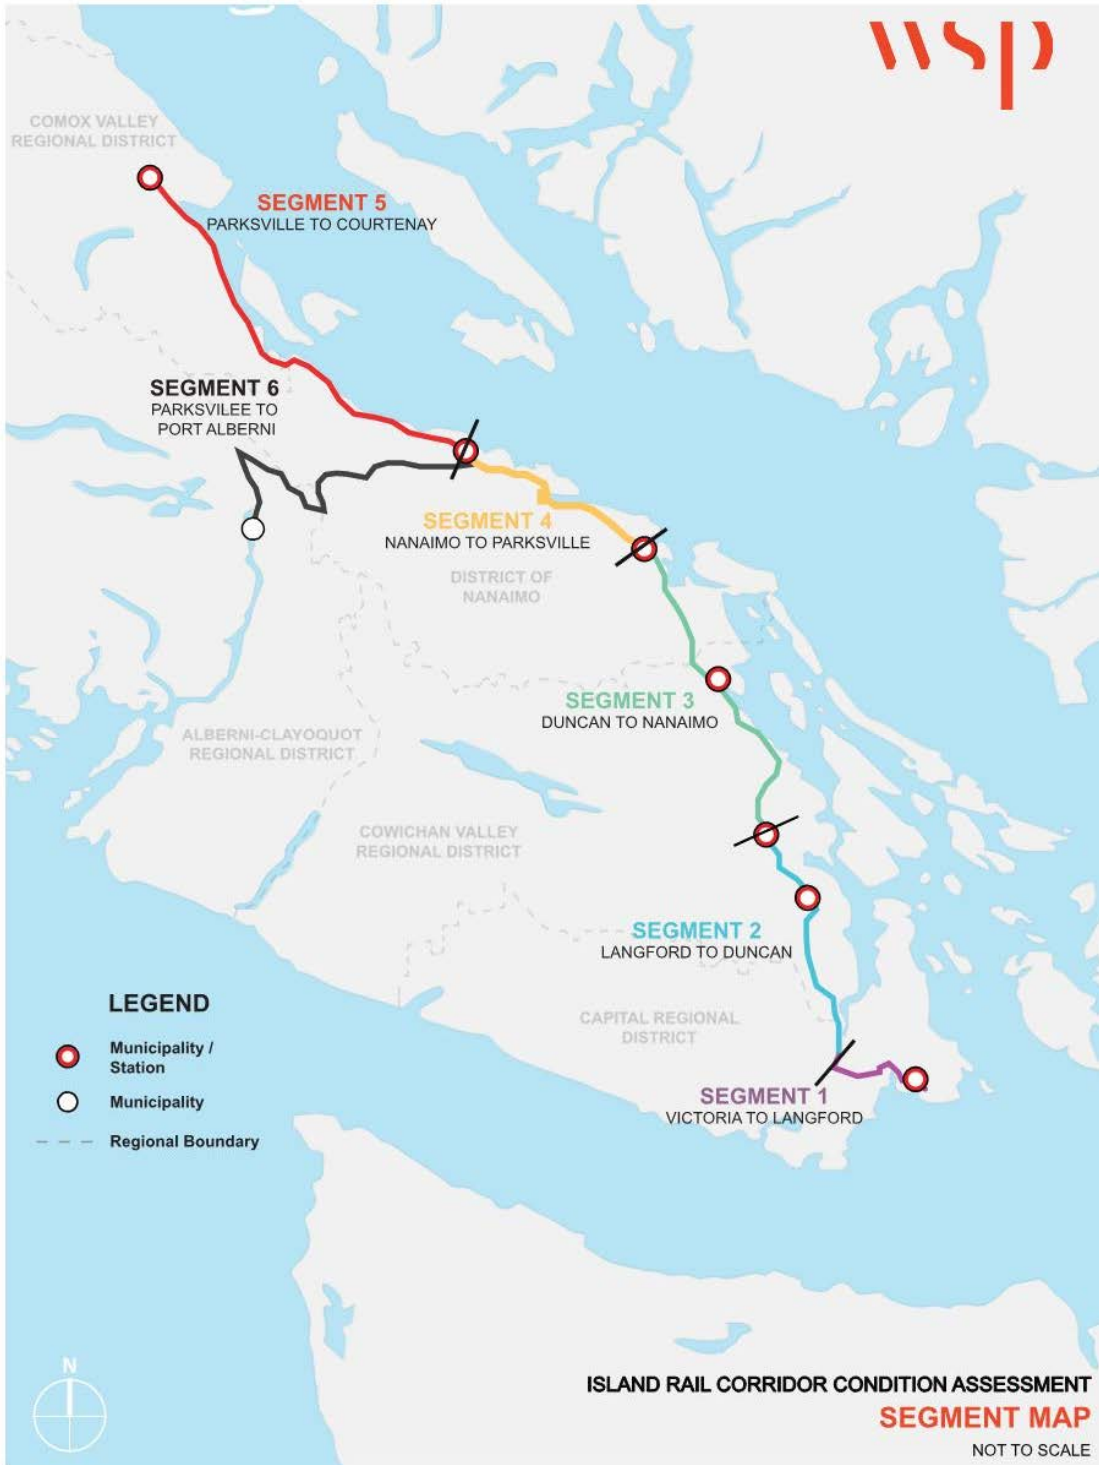 wsp
COMOX VALLEY
REGIONAL DISTRICT
SEGMENT 5
PARKSVILLE TO COURTENAY
SEGMENT 6
PARKSVILEE TO
PORT ALBERNI
SEGMENT 4
NANAIMO TO PARKSVILLE
DISTRICT OF
NANAIMO
SEGMENT 3
DUNCAN TO NANAIMO
ALBERNI-CLAYOQUOT
REGIONAL DISTRICT
COWICHAN VALLEY
REGIONAL DISTRICT
SEGMENT 2
LANGFORD TO DUNCAN
CAPITAL REGIONAL
DISTRICT
SEGMENT 1
VICTORIA TO LANGFORD
LEGEND
Municipality /
Station
Municipality
Regional Boundary
N
ISLAND RAIL CORRIDOR CONDITION ASSESSMENT
SEGMENT MAP
NOT TO SCALE